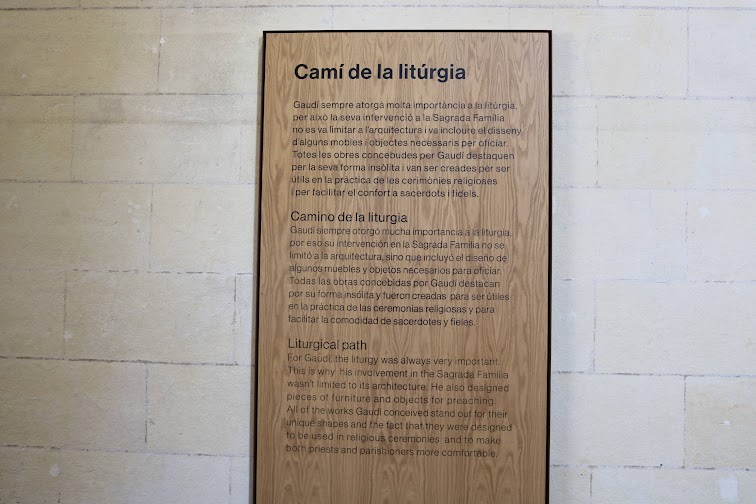 Camí de la litúrgia
Gaudí sempre atorgà molta importància a la litúrgia,
per això la seva intervenció a la Sagrada Família
no es va limitar a l'arquitectura i va incloure el disseny
d'alguns mobles i objectes necessaris per oficiar.
Totes les obres concebudes per Gaudí destaquen
per la seva forma insòlita i van ser creades per ser
útils en la pràctica de les cerimònies religioses
i per facilitar el confort a sacerdots i fidels.
Camino de la liturgia
Gaudí siempre otorgó mucha importancia a la liturgia,
por eso su intervención en la Sagrada Família no se
limitó a la arquitectura, sino que incluyó el diseño de
algunos muebles y objetos necesarios para oficiar.
Todas las obras concebidas por Gaudí destacan
por su forma insólita y fueron creadas para ser útiles
en la práctica de las ceremonias religiosas y para
facilitar la comodidad de sacerdotes y fieles.
Liturgical path
For Gaudí, the liturgy was always very important.
This is why his involvement in the Sagrada Família
wasn't limited to its architecture. He also designed
pieces of furniture and objects for preaching.
All of the works Gaudí conceived stand out for their
unique shapes and the fact that they were designed
to be used in religious ceremonies and to make
both priests and parishioners more comfortable.